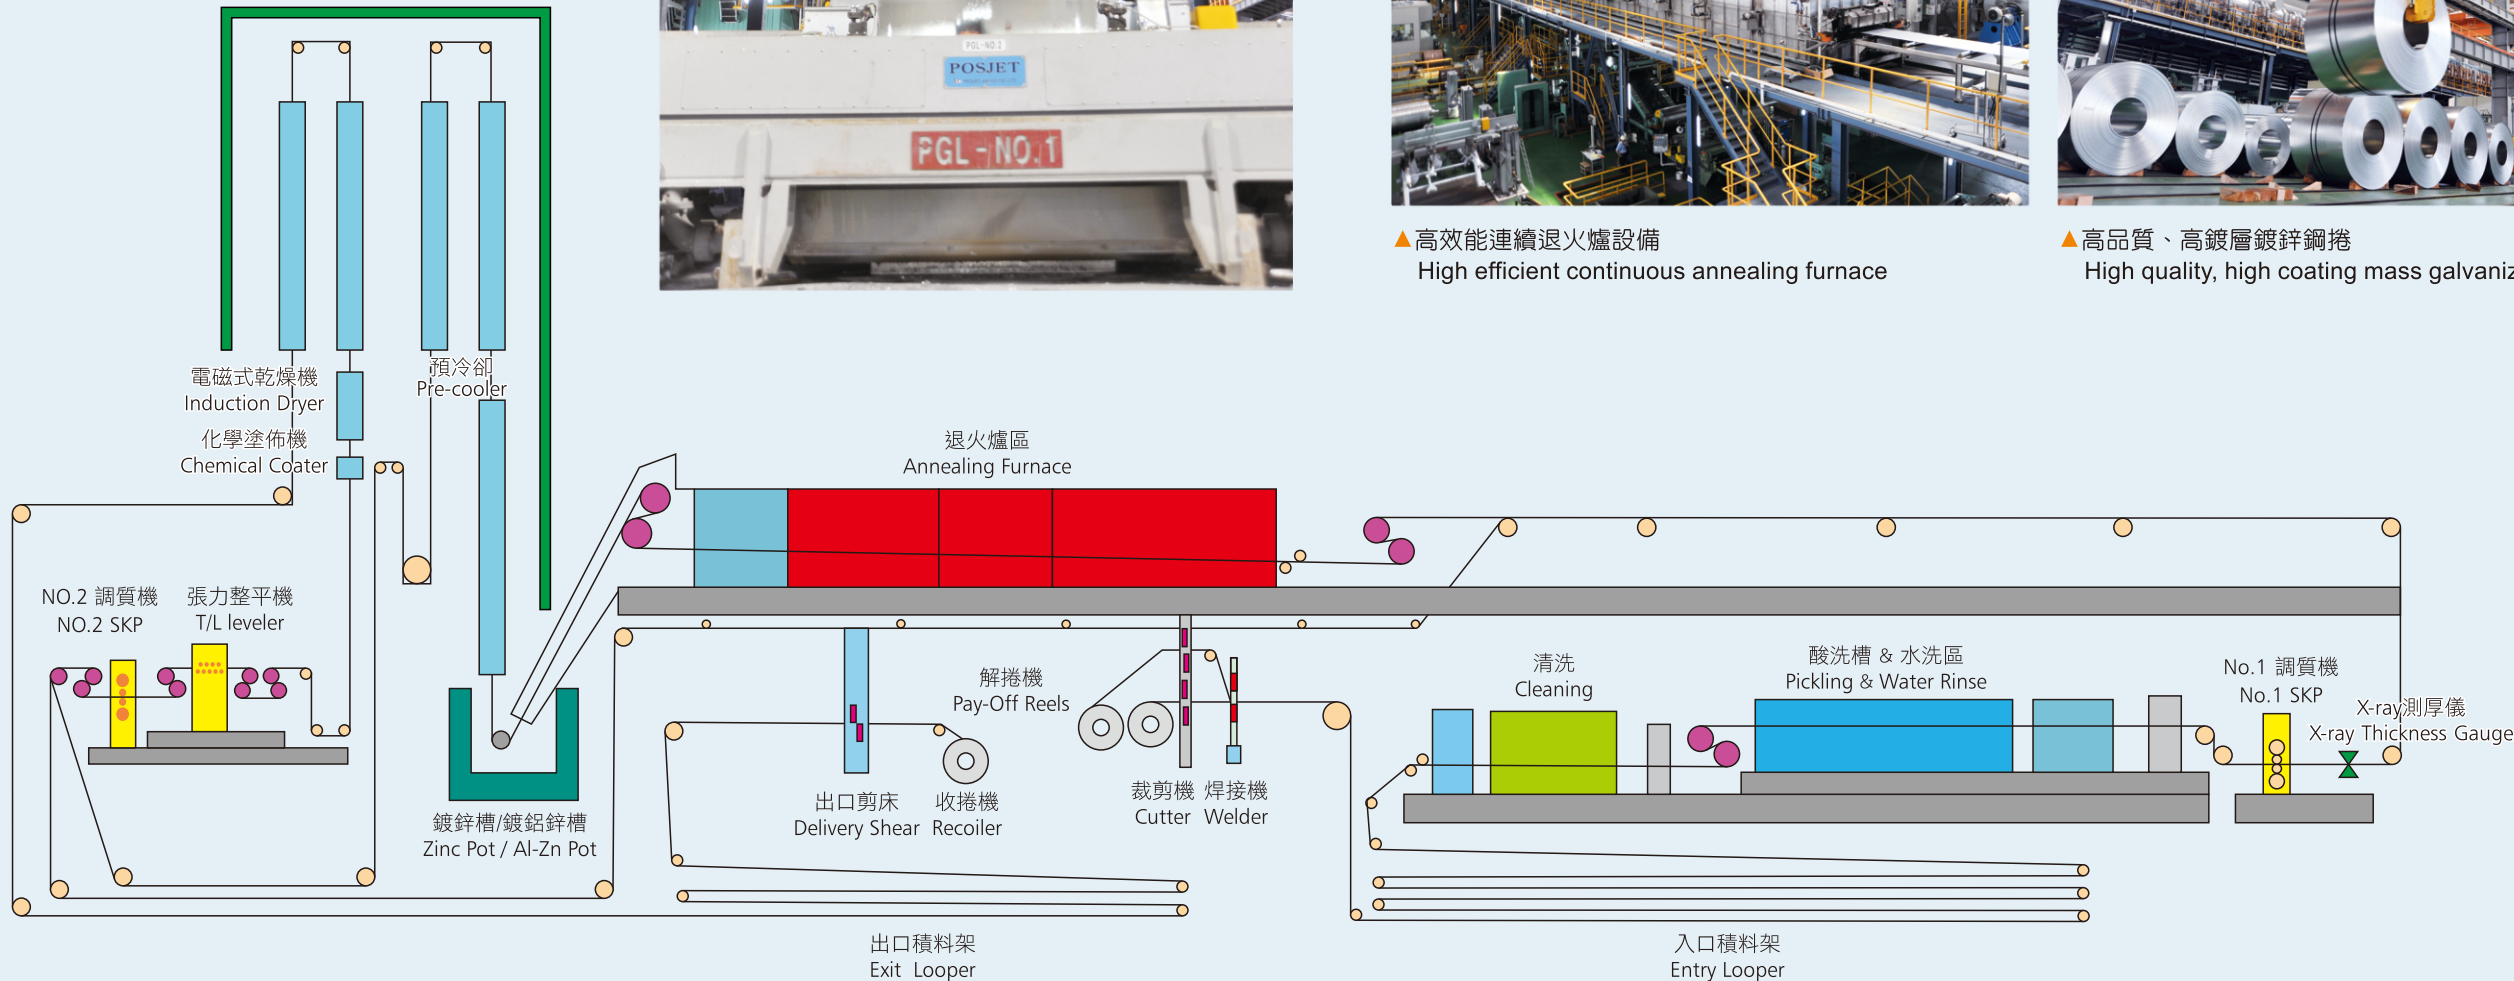 PGL-NO.2
POSJET
PGL-NO.1
▲高效能連續退火爐設備
High efficient continuous annealing furnace
▲高品質、高鍍層鍍鋅鋼捲
High quality, high coating mass
電磁式乾燥機
Induction Dryer
化學塗佈機
Chemical Coater
預冷卻
Pre-cooler
退火爐區
Annealing Furnace
NO.2 調質機
NO.2 SKP
張力整平機
T/L leveler
鍍鋅槽/鍍鋁鋅槽
Zinc Pot / Al-Zn Pot
出口剪床
Delivery Shear
收捲機
Recoiler
解捲機
Pay-Off Reels
裁剪機
Cutter
焊接機
Welder
清洗
Cleaning
酸洗槽 & 水洗區
Pickling & Water Rinse
No.1 調質機
No.1 SKP
X-ray測厚儀
X-ray Thickness Gauge
出口積料架
Exit Looper
入口積料架
Entry Looper